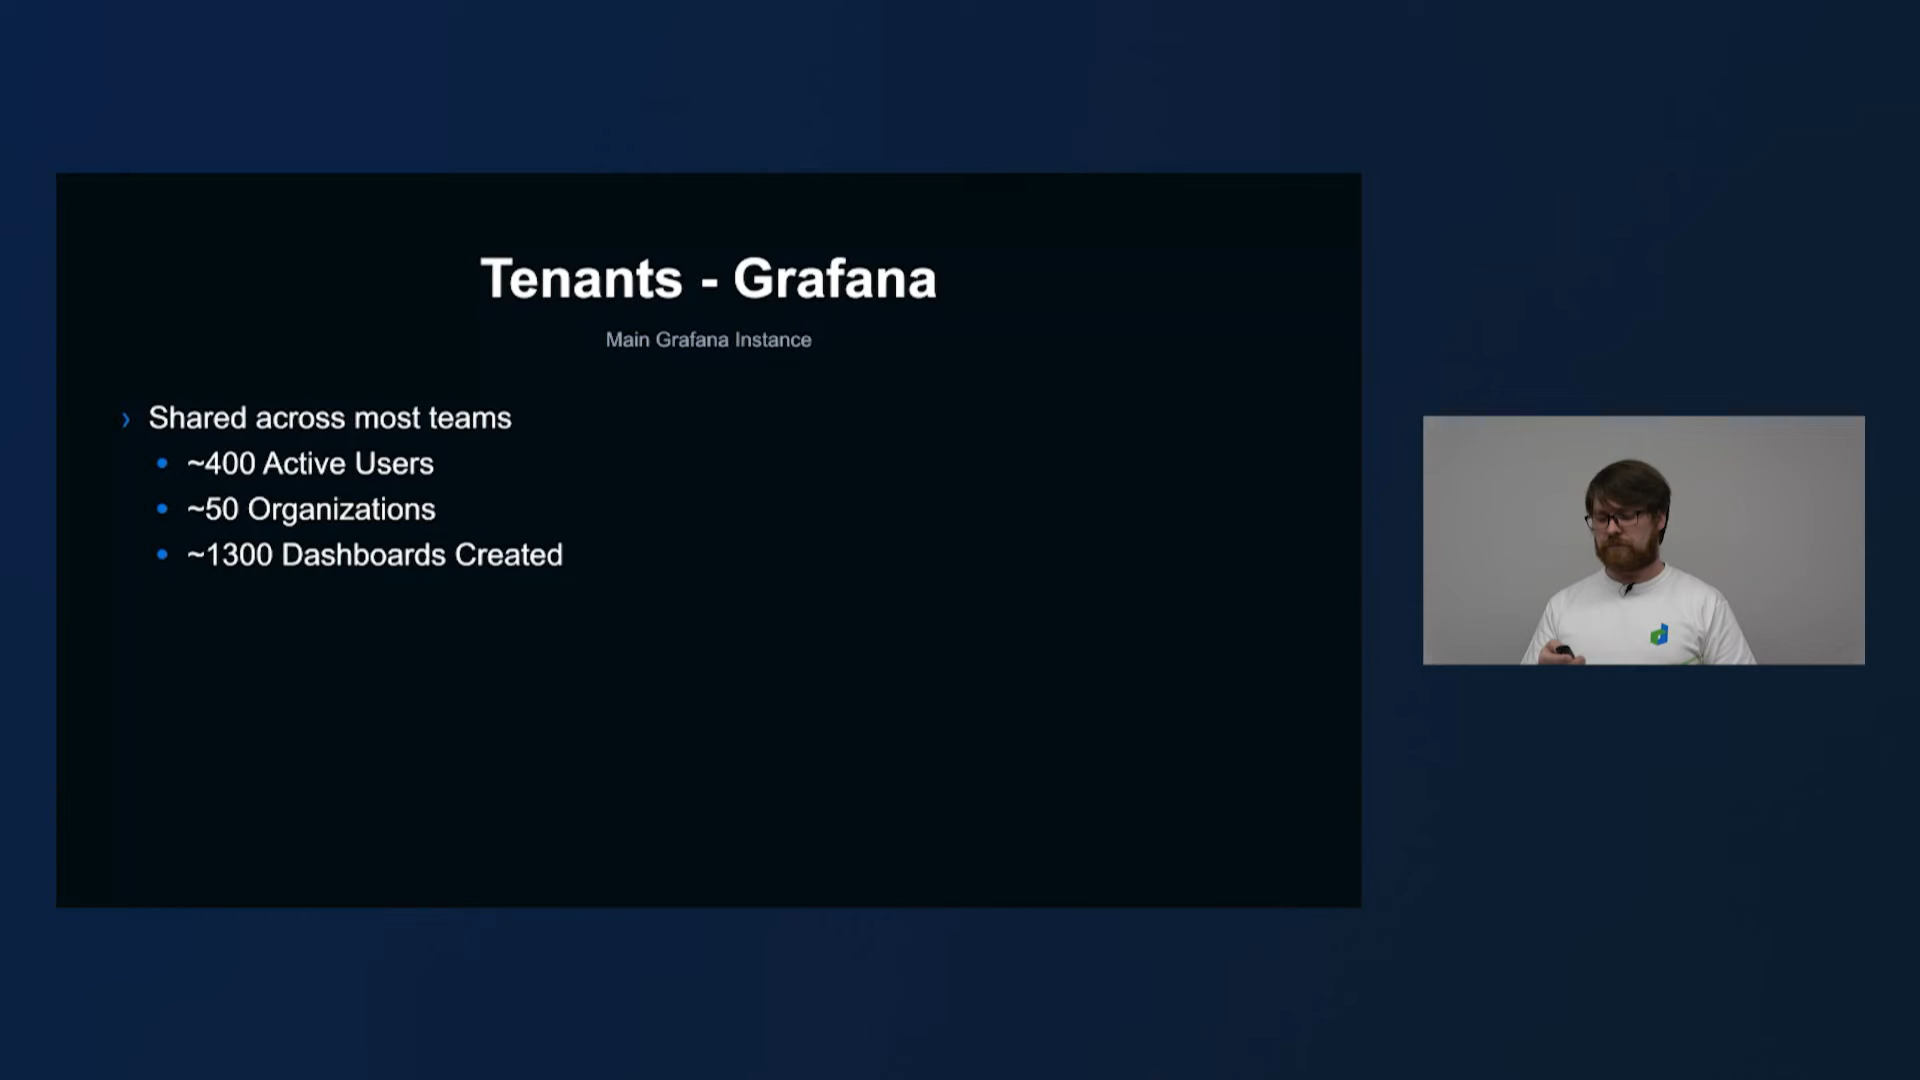 Tenants - Grafana
Main Grafana Instance
› Shared across most teams
• ~400 Active Users
• ~50 Organizations
• ~1300 Dashboards Created